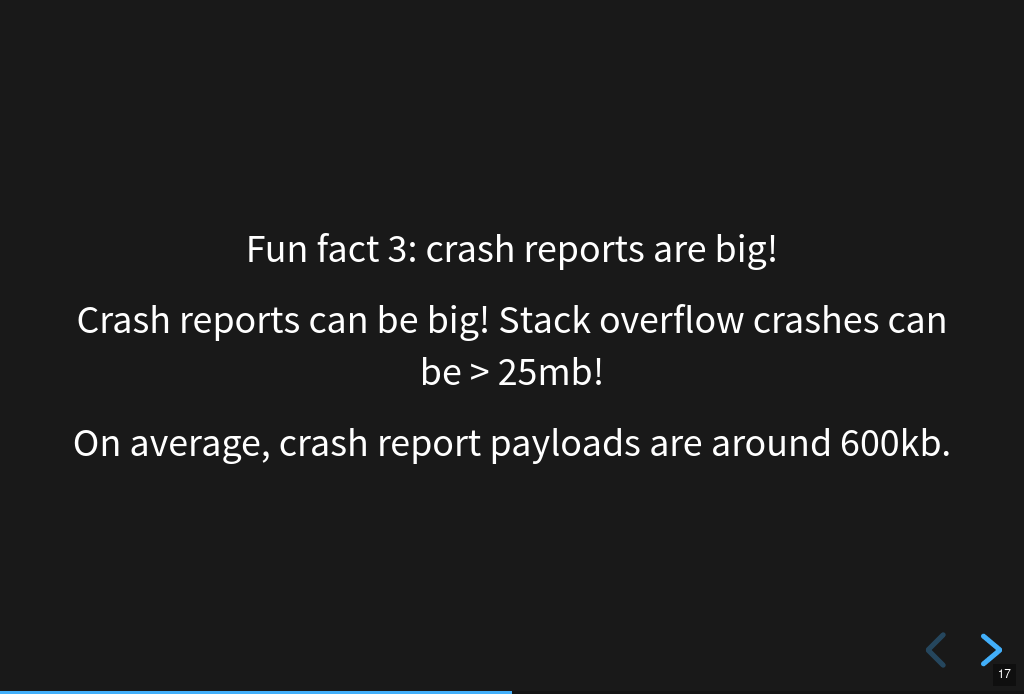 Fun fact 3: crash reports are big!
Crash reports can be big! Stack overflow crashes can
be > 25mb!
On average, crash report payloads are around 600kb.
17